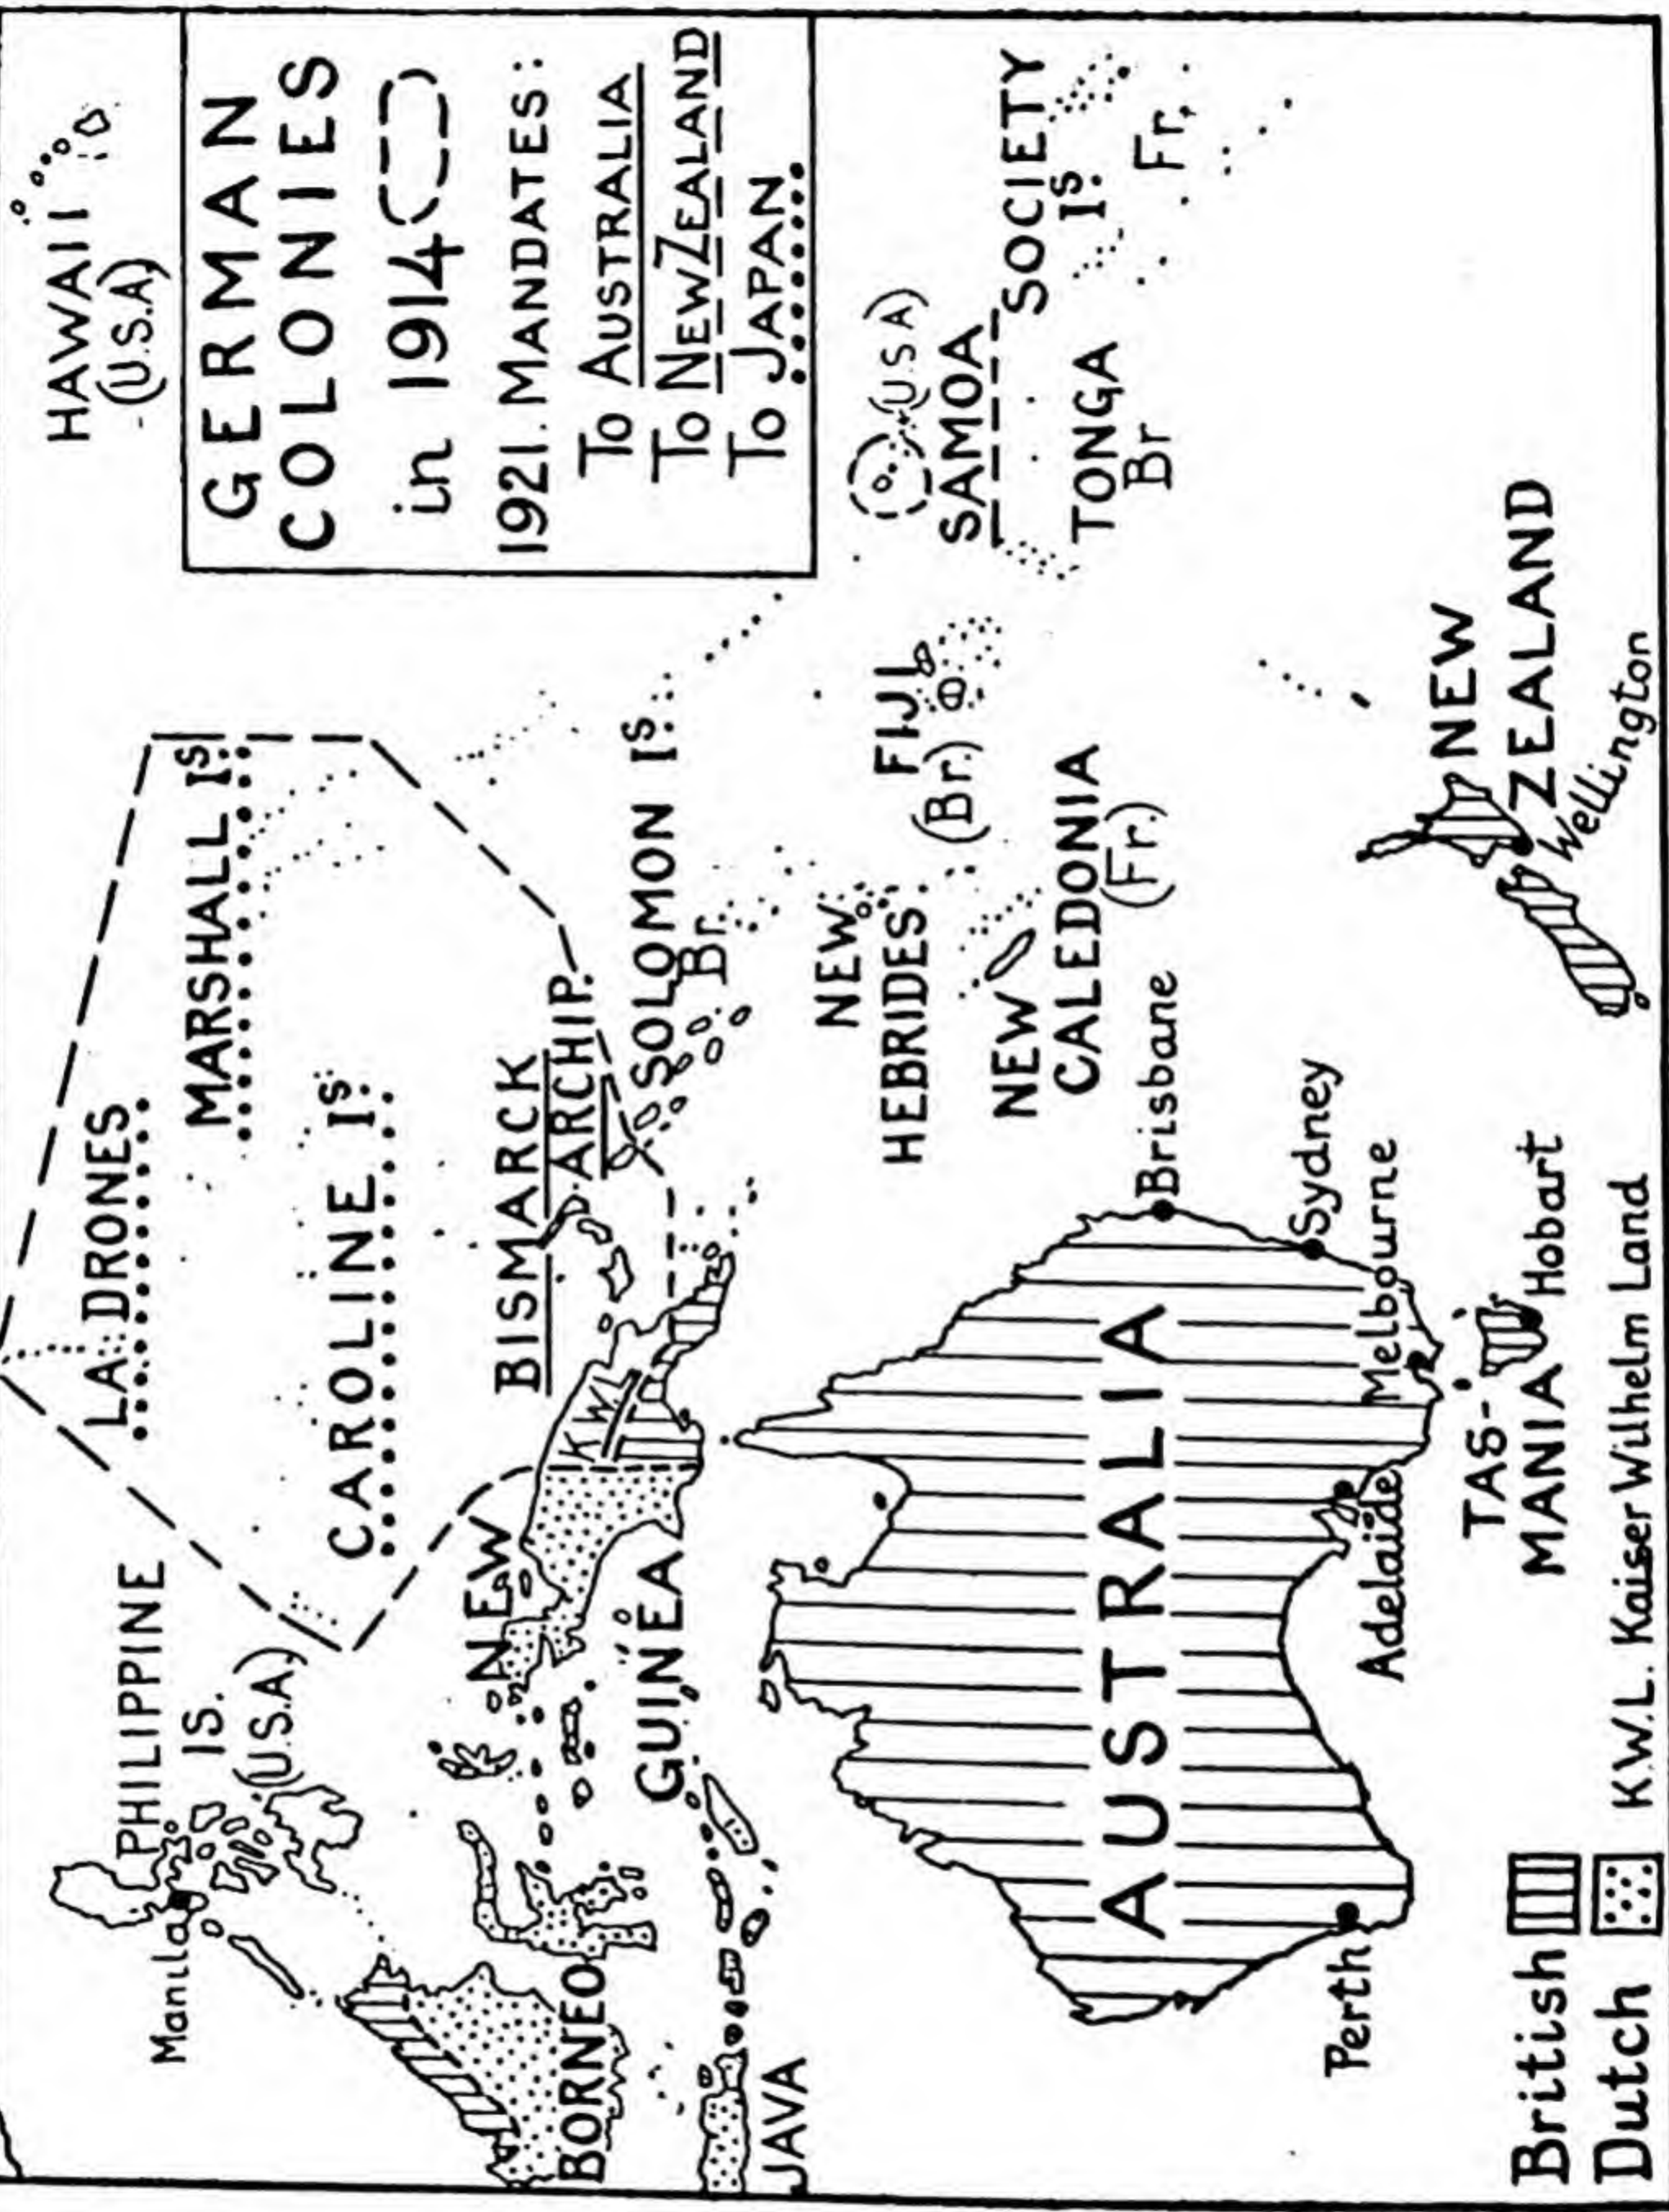 HAWAII
(U.S.A)
GERMAN
COLONIES
in 1914
1921. MANDATES:
To AUSTRALIA
To NEW ZEALAND
To JAPAN
PHILIPPINE
IS.
(U.S.A.)
Manila
LADRONES
MARSHALL Is
CAROLINE Is
BISMARCK
ARCHIP.
NEW
GUINEA
K W L
SOLOMON Is
Br.
BORNEO
JAVA
NEW
HEBRIDES
FIJI
(Br.)
NEW
CALEDONIA
(Fr.)
(U.S.A)
SAMOA
SOCIETY
Is.
Fr.
TONGA
Br
AUSTRALIA
Brisbane
Sydney
Melbourne
Adelaide
Perth
TAS-
MANIA
Hobart
NEW
ZEALAND
Wellington
British
Dutch
K.W.L. Kaiser Wilhelm Land